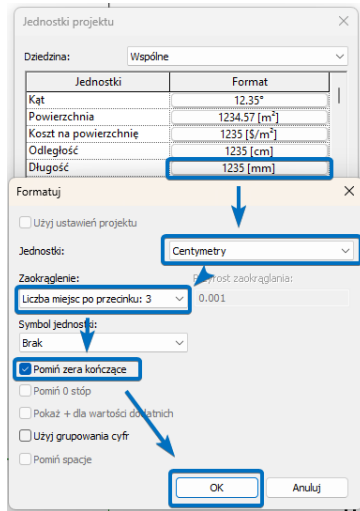 Jednostki projektu
Dziedzina: Wspólne
Jednostki Format
Kąt 12.35°
Powierzchnia 1234.57 [m²]
Koszt na powierzchnię 1235 [$/m²]
Odległość 1235 [cm]
Długość 1235 [mm]
Formatuj
Użyj ustawień projektu
Jednostki: Centymetry
Zaokrąglenie: Przyrost zaokrąglania:
Liczba miejsc po przecinku: 3 0.001
Symbol jednostki:
Brak
Pomiń zera kończące
Pomiń 0 stóp
Pokaż + dla wartości dodatnich
Użyj grupowania cyfr
Pomiń spacje
OK Anuluj